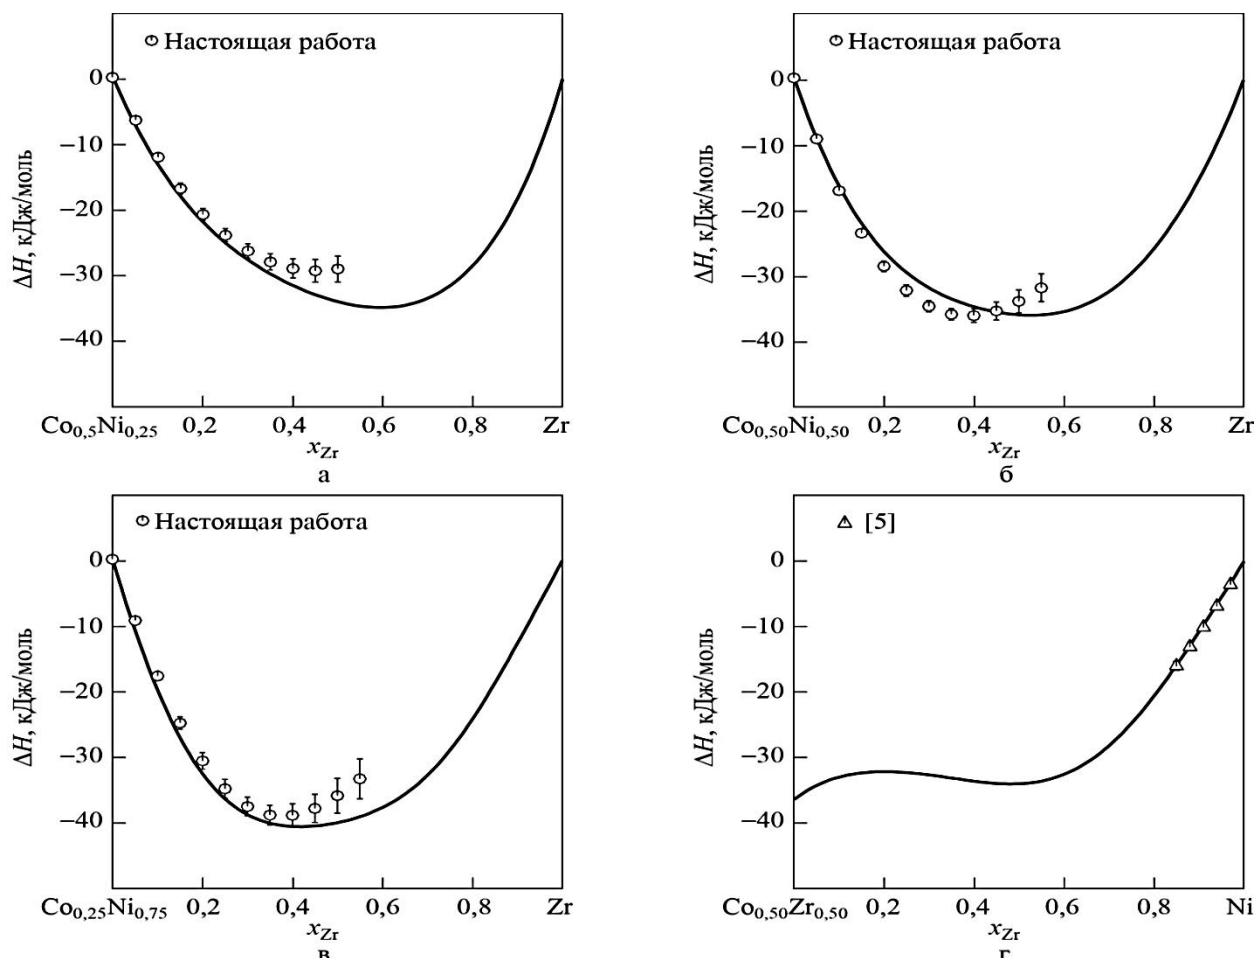 Настоящая работа
0
−10
−20
−30
−40
ΔH, кДж/моль
Co0,5Ni0,25 0,2 0,4 0,6 0,8 Zr
xZr
а
Настоящая работа
0
−10
−20
−30
−40
ΔH, кДж/моль
Co0,50Ni0,50 0,2 0,4 0,6 0,8 Zr
xZr
б
Настоящая работа
0
−10
−20
−30
−40
ΔH, кДж/моль
Co0,25Ni0,75 0,2 0,4 0,6 0,8 Zr
xZr
в
[5]
0
−10
−20
−30
−40
ΔH, кДж/моль
Co0,50Zr0,50 0,2 0,4 0,6 0,8 Ni
xZr
г